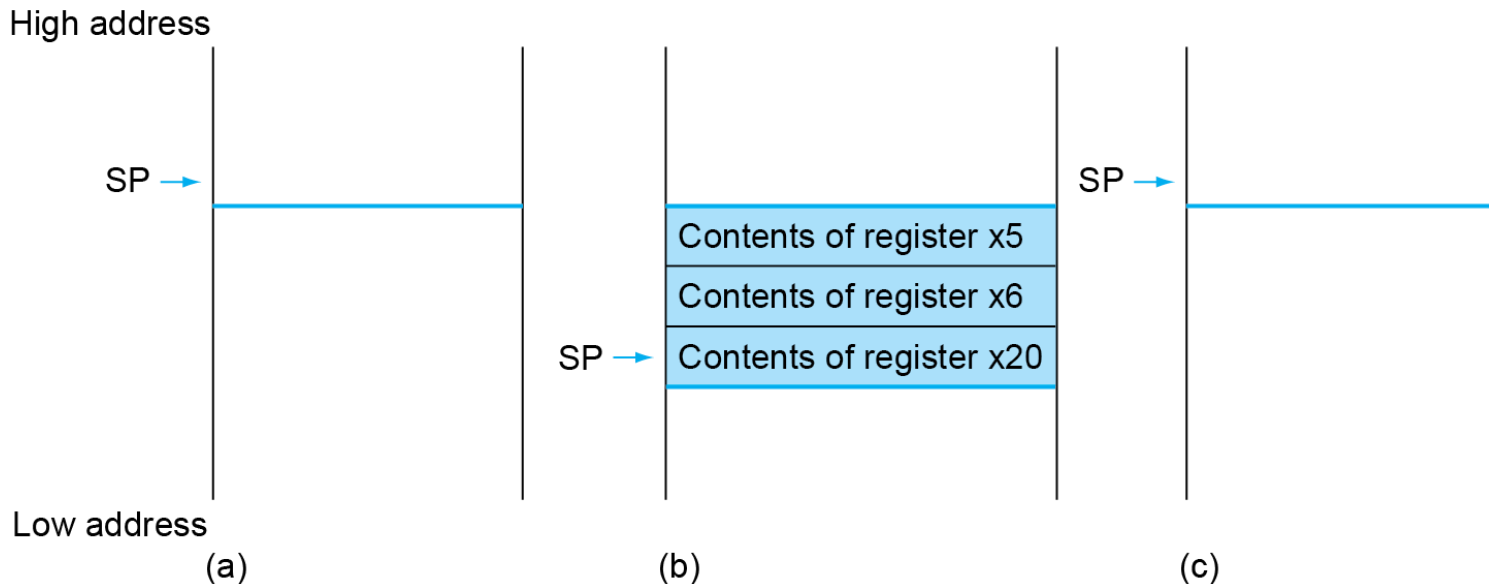 High address
SP
SP
Contents of register x5
Contents of register x6
SP
Contents of register x20
Low address
(a)
(b)
(c)